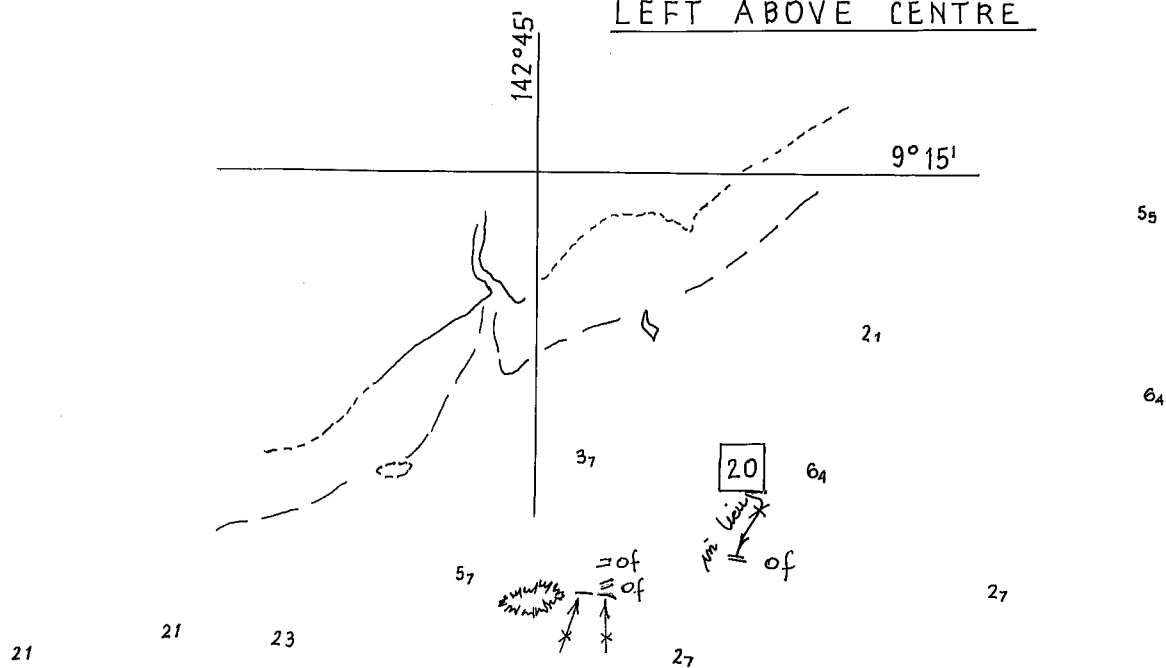 LEFT ABOVE CENTRE
142°45'
9°15'
5₅
2₁
6₄
3₇
20
6₄
in lieu
of
of
5₇
of
2₇
21
21
23
2₇